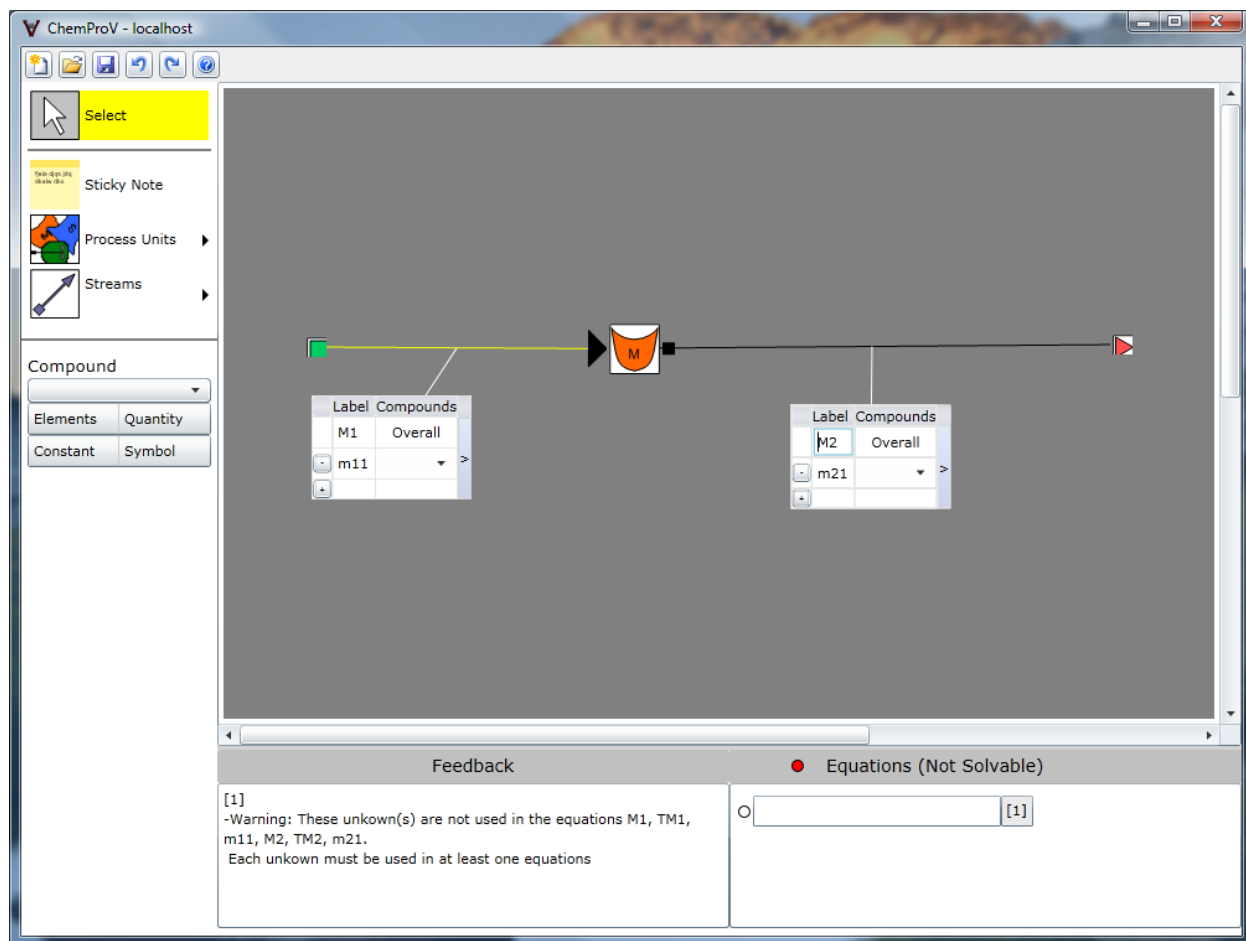 ChemProV - localhost
Select
Sticky Note
Process Units
Streams
Compound
Elements Quantity
Constant Symbol
M
Label Compounds
M1 Overall
- m11 >
+
Label Compounds
M2 Overall
- m21 >
+
Feedback
[1]
-Warning: These unkown(s) are not used in the equations M1, TM1,
m11, M2, TM2, m21.
Each unkown must be used in at least one equations
Equations (Not Solvable)
[1]